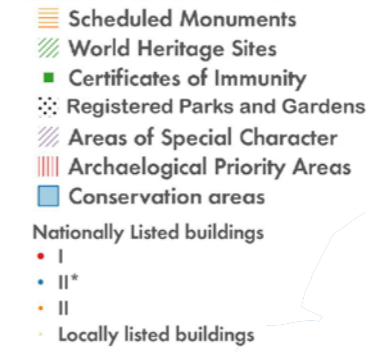 Scheduled Monuments
World Heritage Sites
Certificates of Immunity
Registered Parks and Gardens
Areas of Special Character
Archaelogical Priority Areas
Conservation areas
Nationally Listed buildings
I
II*
II
Locally listed buildings